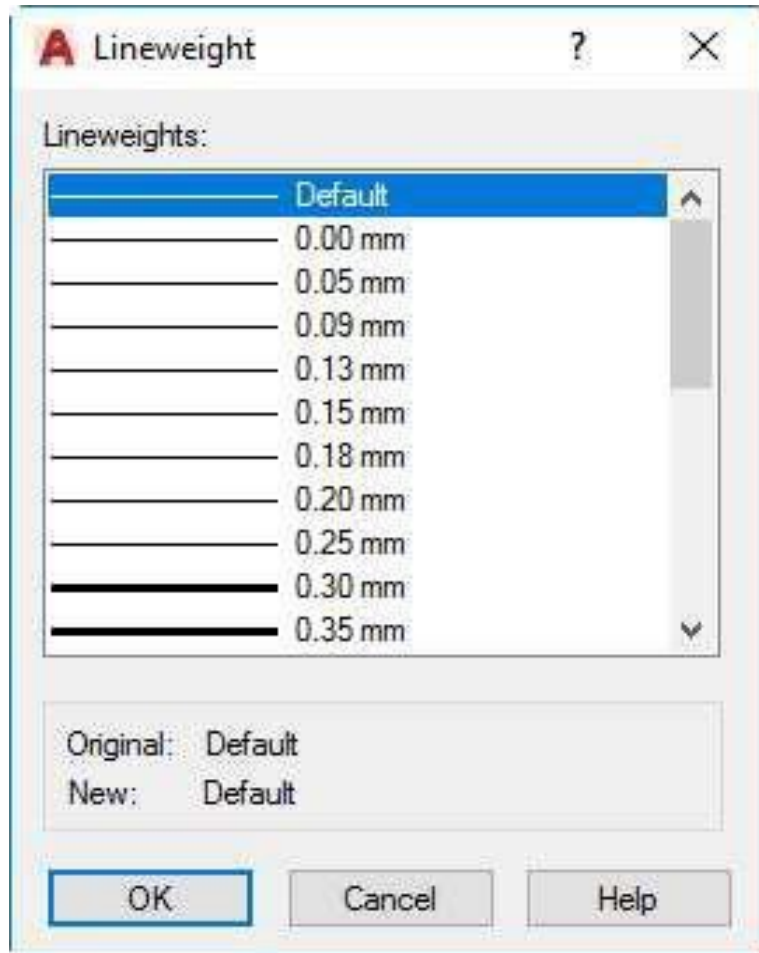 Lineweight ?
Lineweights:
Default
0.00 mm
0.05 mm
0.09 mm
0.13 mm
0.15 mm
0.18 mm
0.20 mm
0.25 mm
0.30 mm
0.35 mm
Original: Default
New: Default
OK Cancel Help